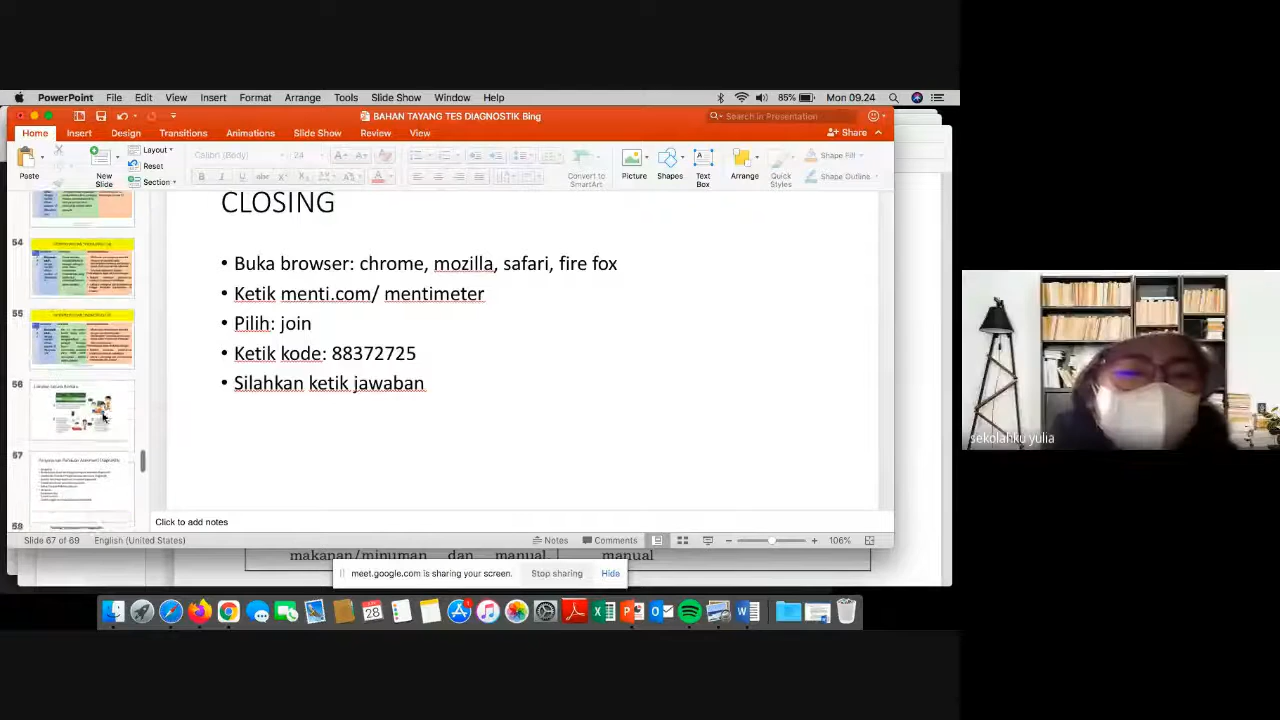 PowerPoint File Edit View Insert Format Arrange Tools Slide Show Window Help 85% Mon 09.24
BAHAN TAYANG TES DIAGNOSTIK Bing
Search in Presentation
Home Insert Design Transitions Animations Slide Show Review View
Share
Paste
New Slide
Layout
Reset
Section
Calibri (Body) 24
Convert to SmartArt
Picture
Shapes
Text Box
Arrange
Quick Styles
Shape Fill
Shape Outline
54
55
56
57
58
CLOSING
• Buka browser: chrome, mozilla, safari, fire fox
• Ketik menti.com/ mentimeter
• Pilih: join
• Ketik kode: 88372725
• Silahkan ketik jawaban
Click to add notes
Slide 67 of 69 English (United States) Notes Comments 106%
makanan/minuman dan manual manual
meet.google.com is sharing your screen. Stop sharing Hide
28
sekolahku yulia